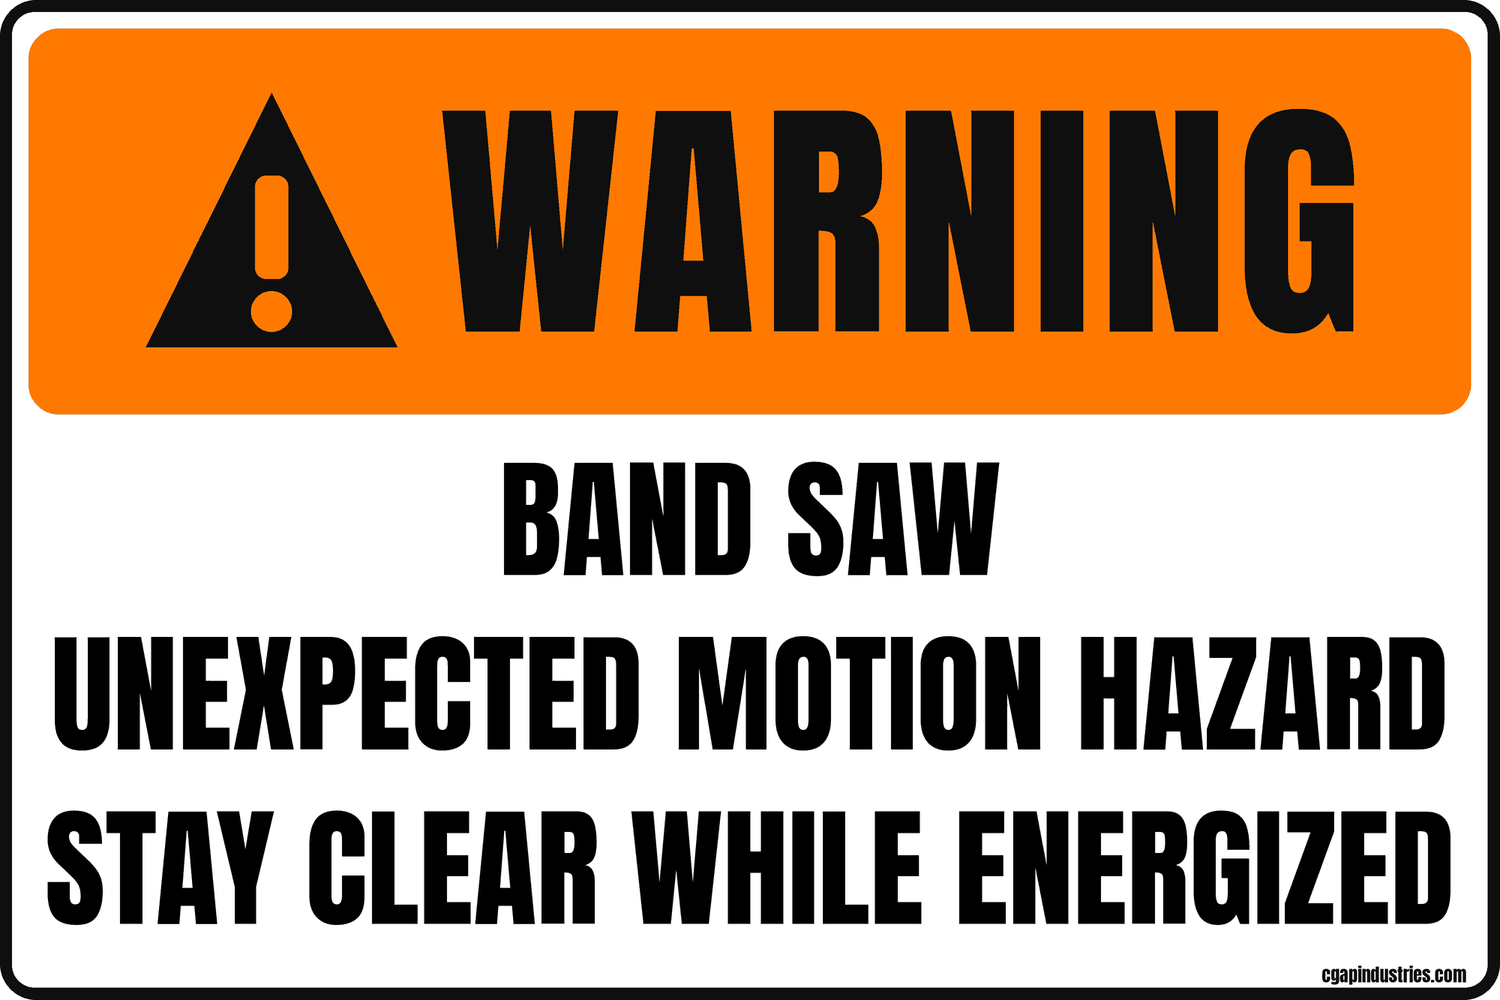 WARNING
BAND SAW
UNEXPECTED MOTION HAZARD
STAY CLEAR WHILE ENERGIZED
cgapindustries.com